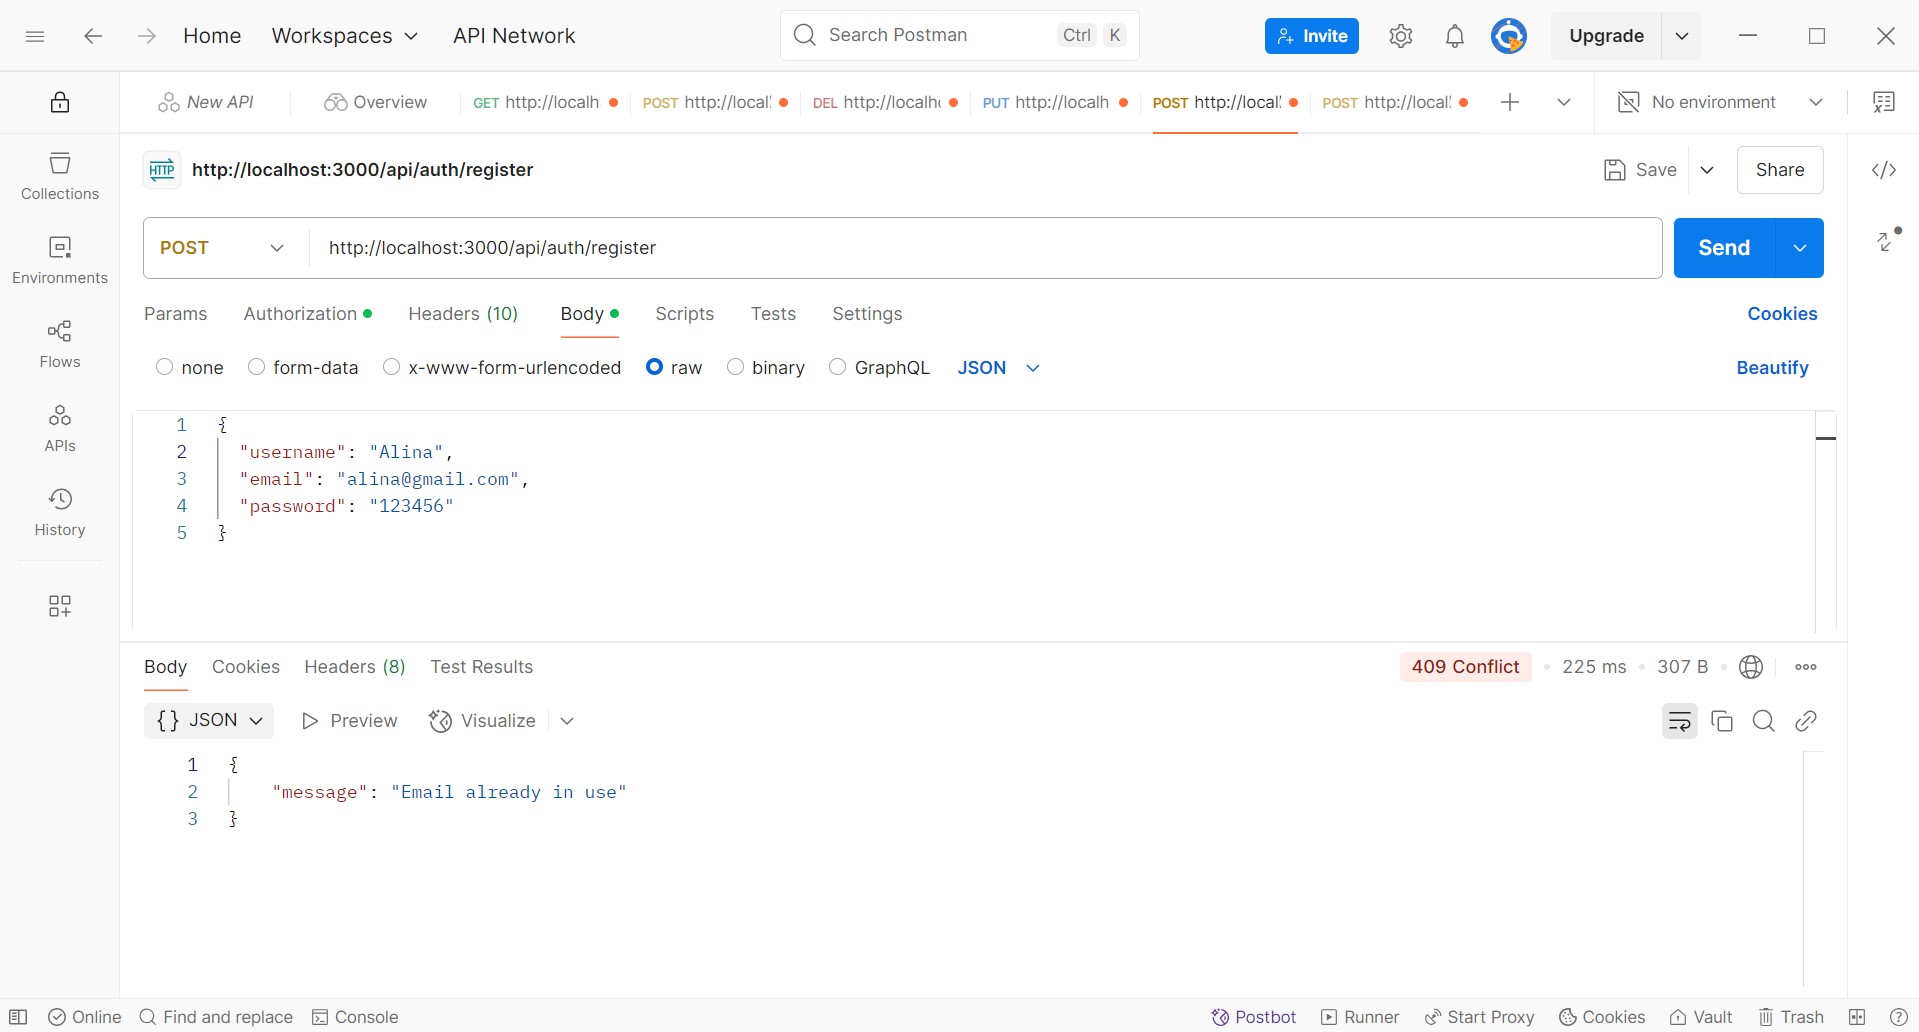 Home Workspaces API Network Search Postman Ctrl K Invite Upgrade
New API Overview GET http://localh POST http://local DEL http://localh PUT http://localh POST http://local POST http://local No environment
HTTP http://localhost:3000/api/auth/register Save Share
POST http://localhost:3000/api/auth/register Send
Params Authorization Headers (10) Body Scripts Tests Settings Cookies
none form-data x-www-form-urlencoded raw binary GraphQL JSON Beautify
Collections
Environments
Flows
APIs
History
1 {
2 "username": "Alina",
3 "email": "alina@gmail.com",
4 "password": "123456"
5 }
Body Cookies Headers (8) Test Results 409 Conflict 225 ms 307 B
{} JSON Preview Visualize
1 {
2 "message": "Email already in use"
3 }
Online Find and replace Console Postbot Runner Start Proxy Cookies Vault Trash